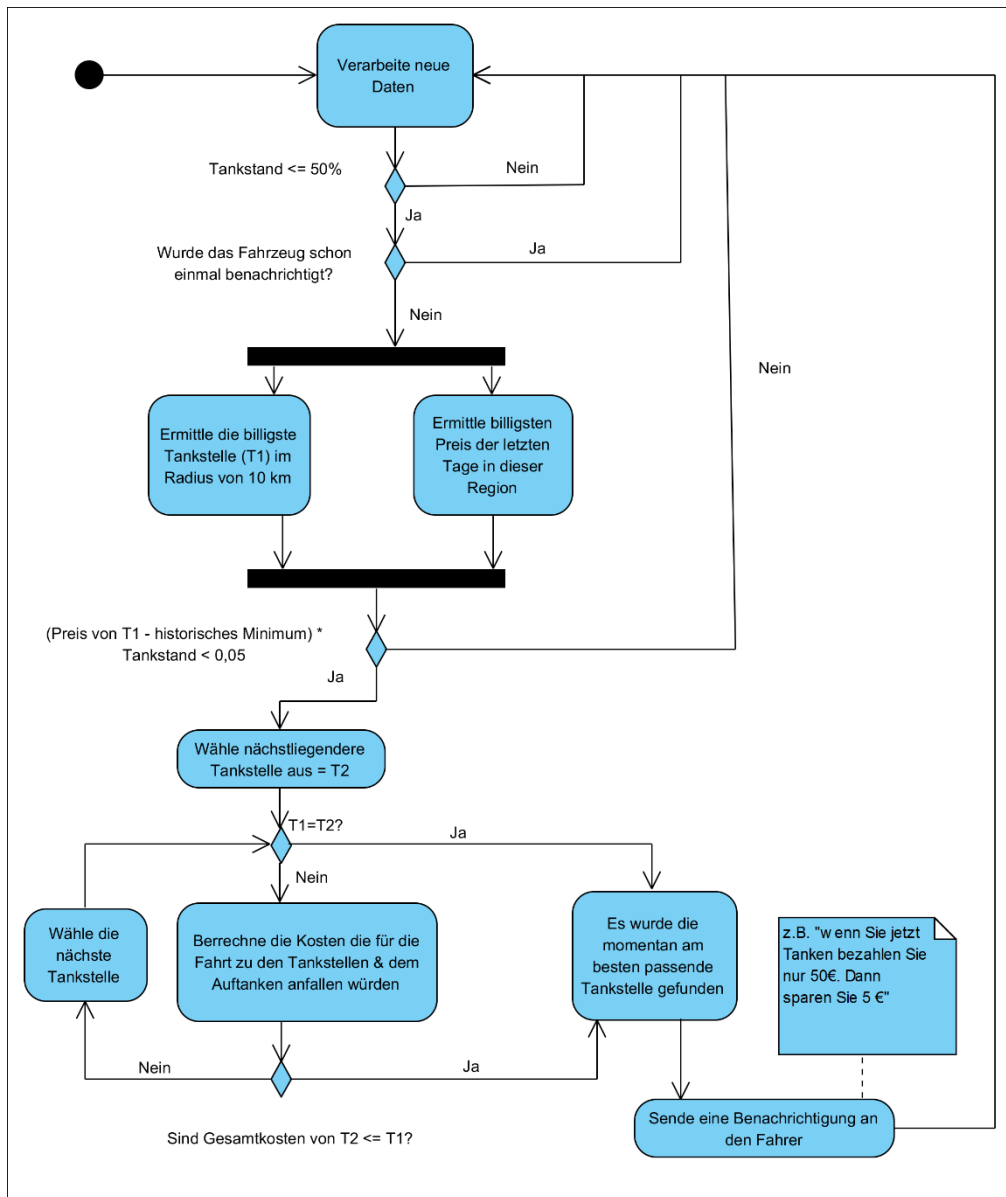 Verarbeite neue
Daten
Tankstand <= 50%
Nein
Ja
Wurde das Fahrzeug schon
einmal benachrichtigt?
Ja
Nein
Nein
Ermittle die billigste
Tankstelle (T1) im
Radius von 10 km
Ermittle billigsten
Preis der letzten
Tage in dieser
Region
(Preis von T1 - historisches Minimum) *
Tankstand < 0,05
Ja
Wähle nächstliegendere
Tankstelle aus = T2
T1=T2?
Ja
Nein
Wähle die
nächste
Tankstelle
Berrechne die Kosten die für die
Fahrt zu den Tankstellen & dem
Auftanken anfallen würden
Es wurde die
momentan am
besten passende
Tankstelle gefunden
z.B. "wenn Sie jetzt
Tanken bezahlen Sie
nur 50€. Dann
sparen Sie 5 €"
Nein
Ja
Sind Gesamtkosten von T2 <= T1?
Sende eine Benachrichtigung an
den Fahrer